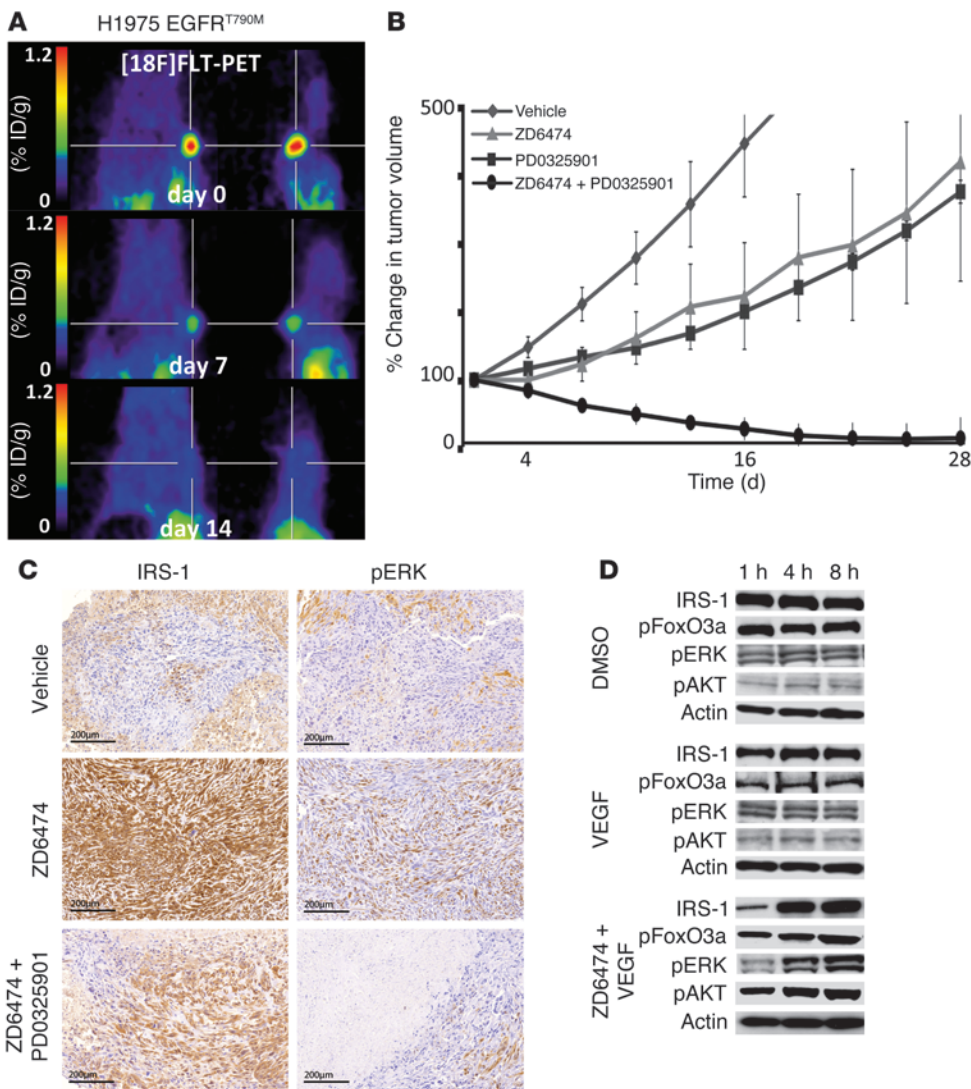 A
H1975 EGFRT790M
[18F]FLT-PET
1.2
(% ID/g)
0
day 0
1.2
(% ID/g)
0
day 7
1.2
(% ID/g)
0
day 14
B
500
100
0
% Change in tumor volume
Vehicle
ZD6474
PD0325901
ZD6474 + PD0325901
4
16
28
Time (d)
C
IRS-1
pERK
Vehicle
200µm
200µm
ZD6474
200µm
200µm
ZD6474 +
PD0325901
200µm
200µm
D
1 h 4 h 8 h
DMSO
IRS-1
pFoxO3a
pERK
pAKT
Actin
VEGF
IRS-1
pFoxO3a
pERK
pAKT
Actin
ZD6474 +
VEGF
IRS-1
pFoxO3a
pERK
pAKT
Actin